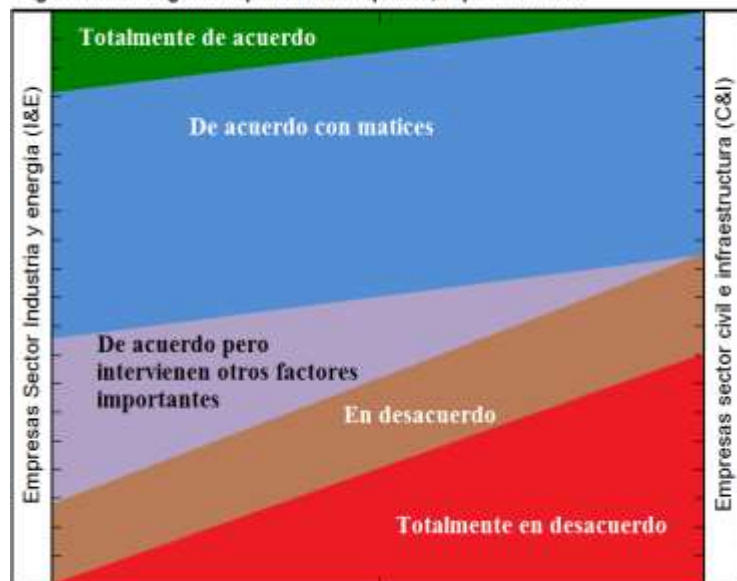 Totalmente de acuerdo
De acuerdo con matices
De acuerdo pero
intervienen otros factores
importantes
En desacuerdo
Totalmente en desacuerdo
Empresas Sector Industria y energía (I&E)
Empresas sector civil e infraestructura (C&I)